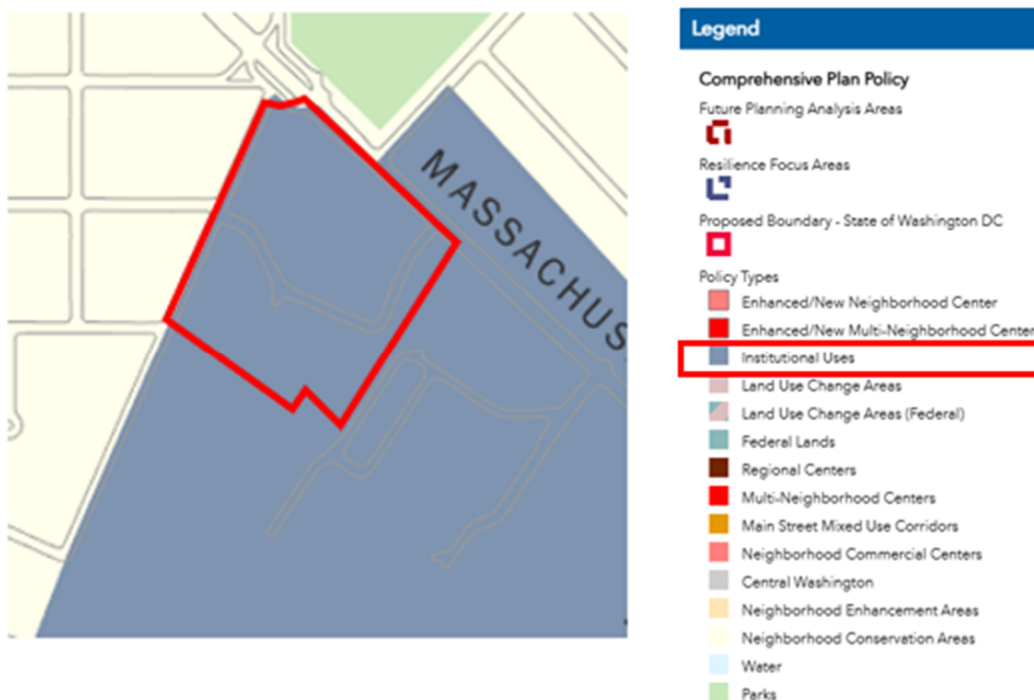 MASSACHUS
Legend
Comprehensive Plan Policy
Future Planning Analysis Areas
Resilience Focus Areas
Proposed Boundary - State of Washington DC
Policy Types
Enhanced/New Neighborhood Center
Enhanced/New Multi-Neighborhood Center
Institutional Uses
Land Use Change Areas
Land Use Change Areas (Federal)
Federal Lands
Regional Centers
Multi-Neighborhood Centers
Main Street Mixed Use Corridors
Neighborhood Commercial Centers
Central Washington
Neighborhood Enhancement Areas
Neighborhood Conservation Areas
Water
Parks